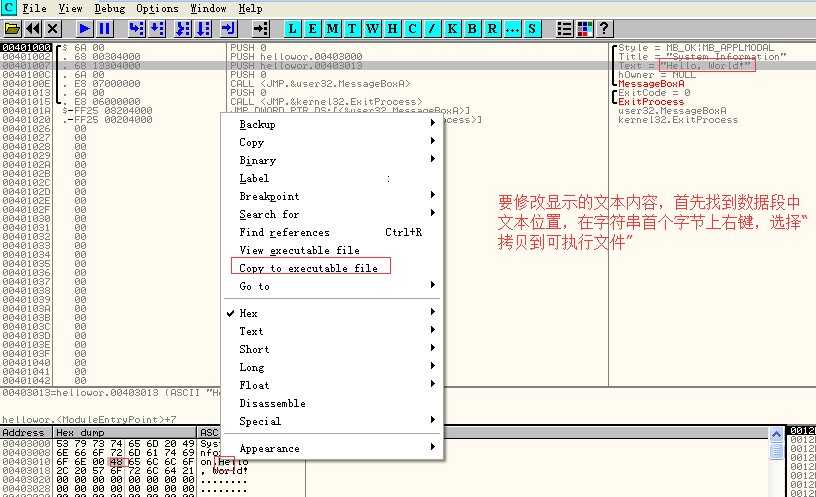 C File View Debug Options Window Help
L E M T W H C / K B R ... S ?
00401000 $ 6A 00 PUSH 0 Style = MB_OK|MB_APPLMODAL
00401002 . 68 00304000 PUSH hellowor.00403000 Title = "System Information"
00401007 . 68 13304000 PUSH hellowor.00403013 Text = "Hello, World!"
0040100C . 6A 00 PUSH 0 hOwner = NULL
0040100E . E8 07000000 CALL <JMP.&user32.MessageBoxA> MessageBoxA
00401013 . 6A 00 PUSH 0 ExitCode = 0
00401015 . E8 06000000 CALL <JMP.&kernel32.ExitProcess> ExitProcess
0040101A $-FF25 08204000 JMP DWORD PTR DS:[<&user32.MessageBoxA>] user32.MessageBoxA
00401020 .-FF25 00204000 cess>] kernel32.ExitProcess
00401026 00
00401027 00
00401028 00
00401029 00
0040102A 00
0040102B 00
0040102C 00
0040102D 00
0040102E 00
0040102F 00
00401030 00
00401031 00
00401032 00
00401033 00
00401034 00
00401035 00
00401036 00
00401037 00
00401038 00
00401039 00
0040103A 00
0040103B 00
0040103C 00
0040103D 00
0040103E 00
0040103F 00
00401040 00
00401041 00
00401042 00
Backup
Copy
Binary
Label :
Breakpoint
Search for
Find references Ctrl+R
View executable file
Copy to executable file
Go to
Hex
Text
Short
Long
Float
Disassemble
Special
Appearance
要修改显示的文本内容，首先找到数据段中
文本位置，在字符串首个字节上右键，选择“
拷贝到可执行文件”
00403013=hellowor.00403013 (ASCII "He
hellowor.<ModuleEntryPoint>+7
Address Hex dump ASC
00403000 53 79 73 74 65 6D 20 49 Sys
00403008 6E 66 6F 72 6D 61 74 69 nfo
00403010 6F 6E 00 48 65 6C 6C 6F on.Hello
00403018 2C 20 57 6F 72 6C 64 21 , World!
00403020 00 00 00 00 00 00 00 00 ........
00403028 00 00 00 00 00 00 00 00 ........